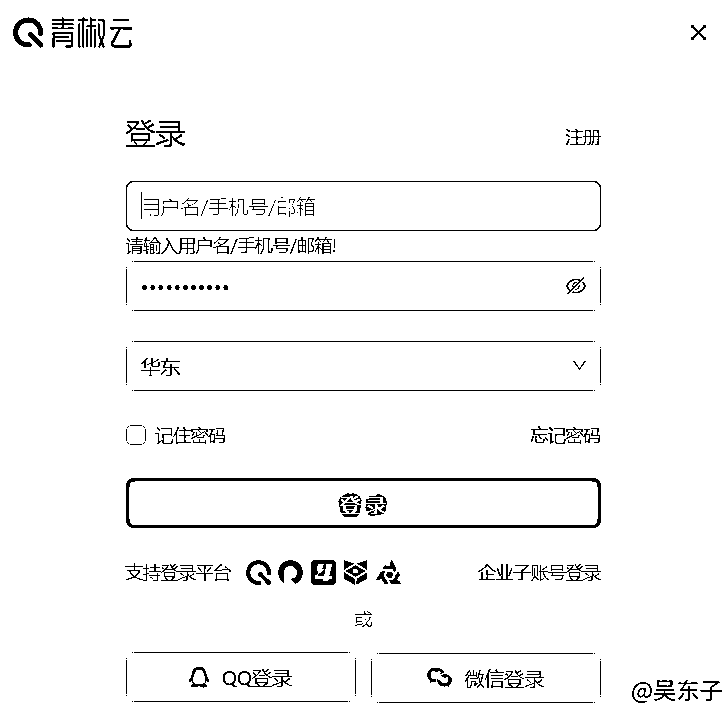 青椒云
登录
注册
用户名/手机号/邮箱
请输入用户名/手机号/邮箱!
华东
记住密码
忘记密码
登录
支持登录平台
企业子账号登录
或
QQ登录
微信登录
@吴东子